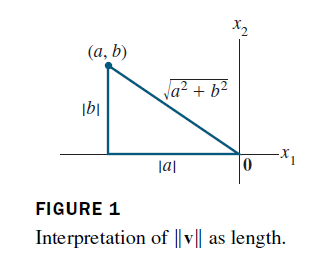 x₂
(a, b)
√a² + b²
|b|
|a|
0
x₁
FIGURE 1
Interpretation of ||v|| as length.